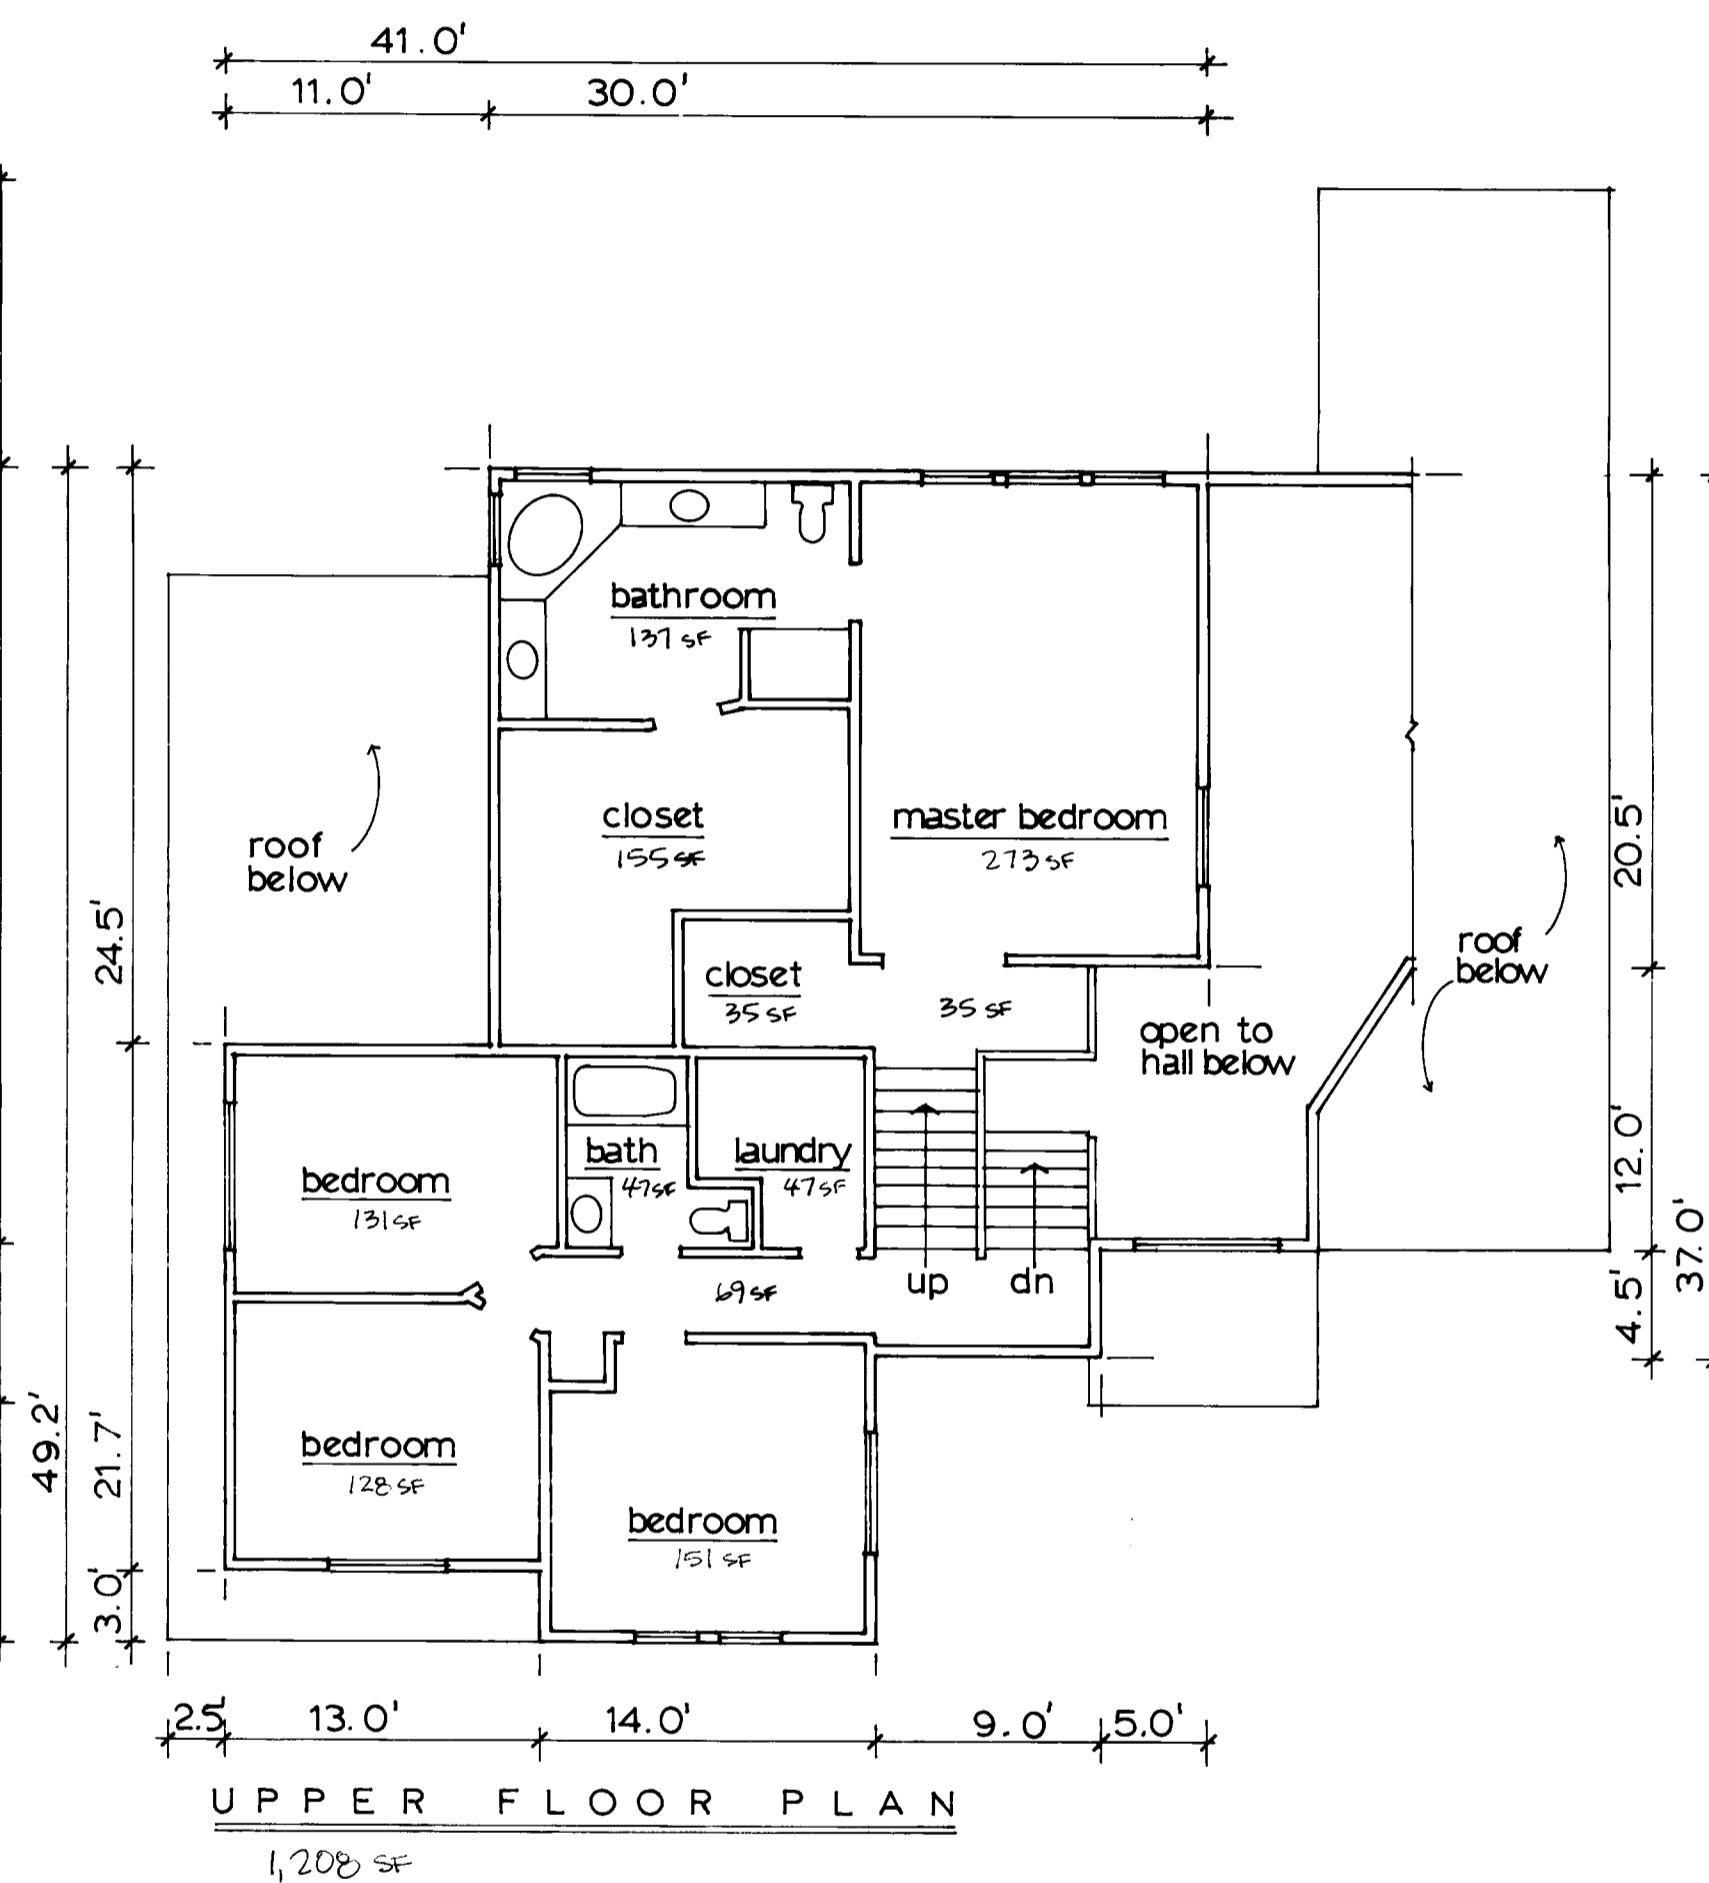 41.0'
11.0'
30.0'
bathroom
137 SF
closet
155 SF
master bedroom
273 SF
roof
below
24.5'
20.5'
roof
below
closet
35 SF
35 SF
open to
hall below
12.0'
37.0'
bedroom
131 SF
bath
47 SF
laundry
47 SF
69 SF
up
dn
4.5'
49.2'
21.7'
bedroom
128 SF
bedroom
151 SF
3.0'
2.5'
13.0'
14.0'
9.0'
5.0'
UPPER FLOOR PLAN
1,208 SF